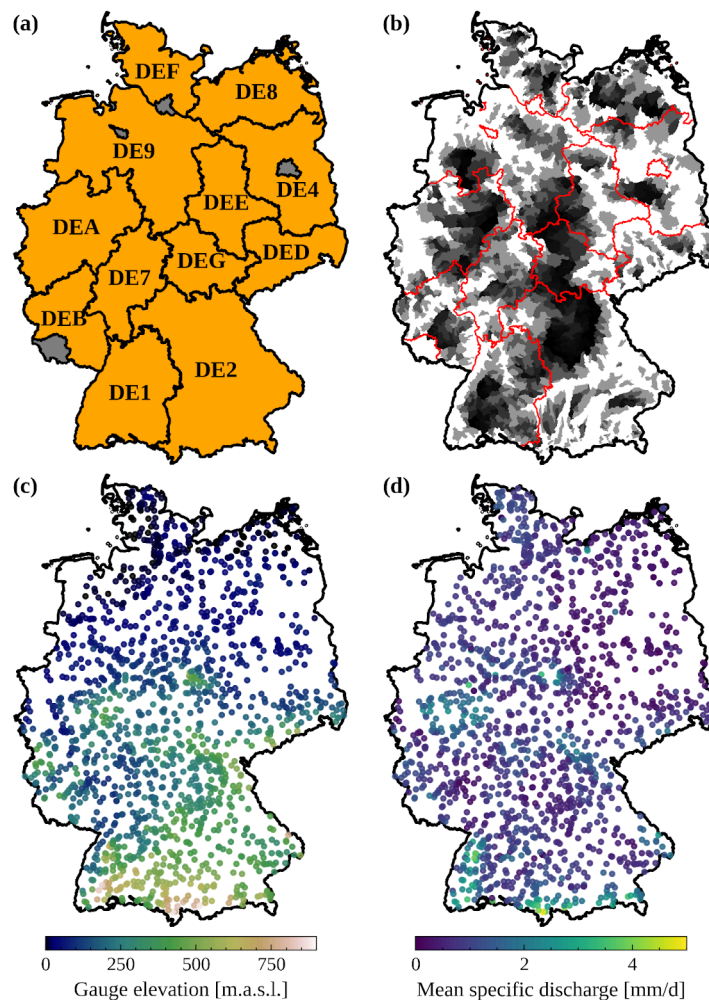 (a)
(b)
DEF
DE8
DE9
DE4
DEE
DEA
DED
DEG
DE7
DEB
DE2
DE1
(c)
(d)
0 250 500 750
Gauge elevation [m.a.s.l.]
0 2 4
Mean specific discharge [mm/d]